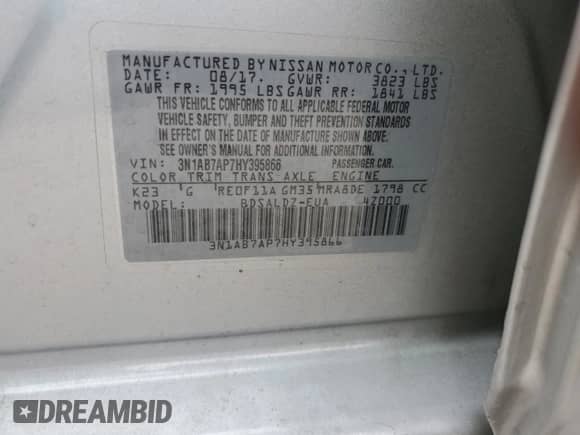 MANUFACTURED BY NISSAN MOTOR CO., LTD.
DATE: 08/17. GVWR: 3823 LBS
GAWR FR: 1995 LBS GAWR RR: 1841 LBS
THIS VEHICLE CONFORMS TO ALL APPLICABLE FEDERAL MOTOR
VEHICLE SAFETY, BUMPER AND THEFT PREVENTION STANDARDS
IN EFFECT ON THE DATE OF MANUFACTURE SHOWN ABOVE.
SEE OWNER'S MANUAL FOR ADDITIONAL INFORMATION.
VIN: 3N1AB7AP7HY395866 PASSENGER CAR.
COLOR TRIM TRANS AXLE ENGINE
K23 G RE0F11A GM35 MRA8DE 1798 CC
MODEL: BDSALDZ-EUA 42000
3N1AB7AP7HY395866
DREAMBID